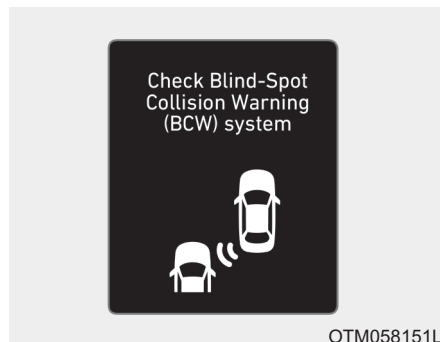 Check Blind-Spot
Collision Warning
(BCW) system
OTM058151L